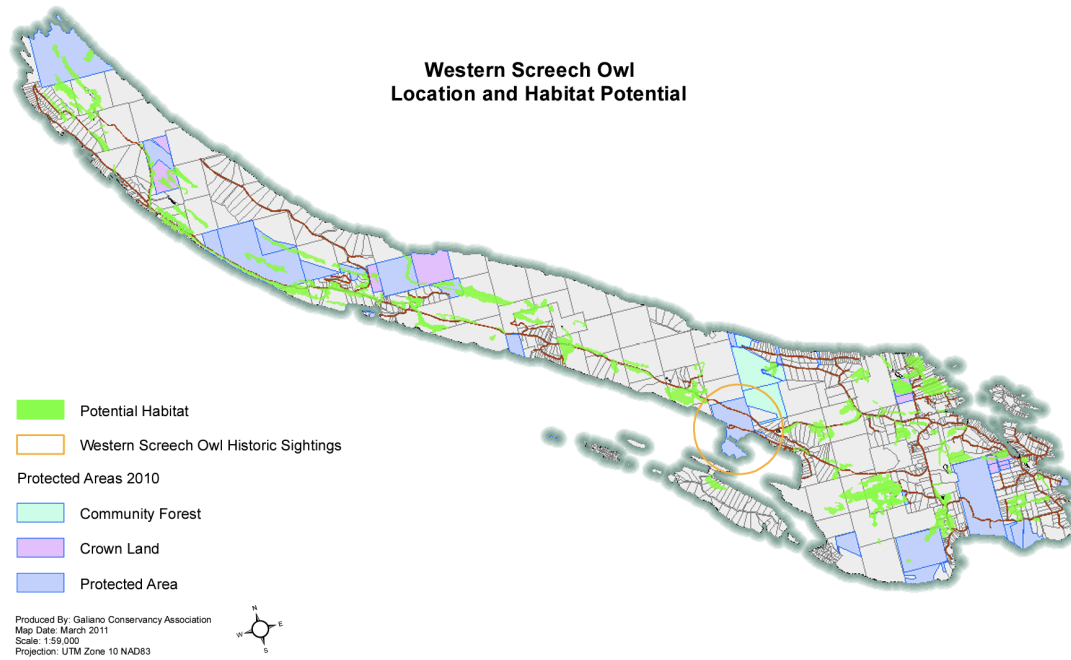 Western Screech Owl
Location and Habitat Potential
Potential Habitat
Western Screech Owl Historic Sightings
Protected Areas 2010
Community Forest
Crown Land
Protected Area
Produced By: Galiano Conservancy Association
Map Date: March 2011
Scale: 1:59,000
Projection: UTM Zone 10 NAD83
N
W E
S